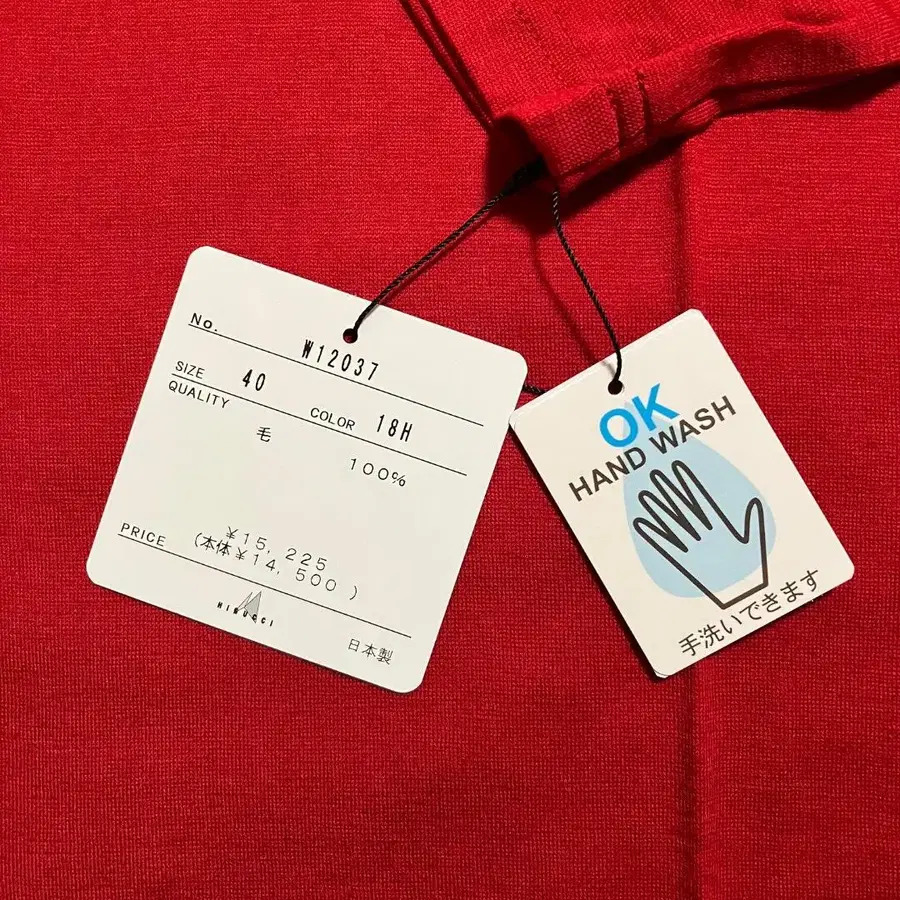 No. W12037
SIZE 40 COLOR 18H
QUALITY
毛
100%
PRICE ¥15,225
(本体¥14,500)
HIBUCCI
日本製
OK
HAND WASH
手洗いできます